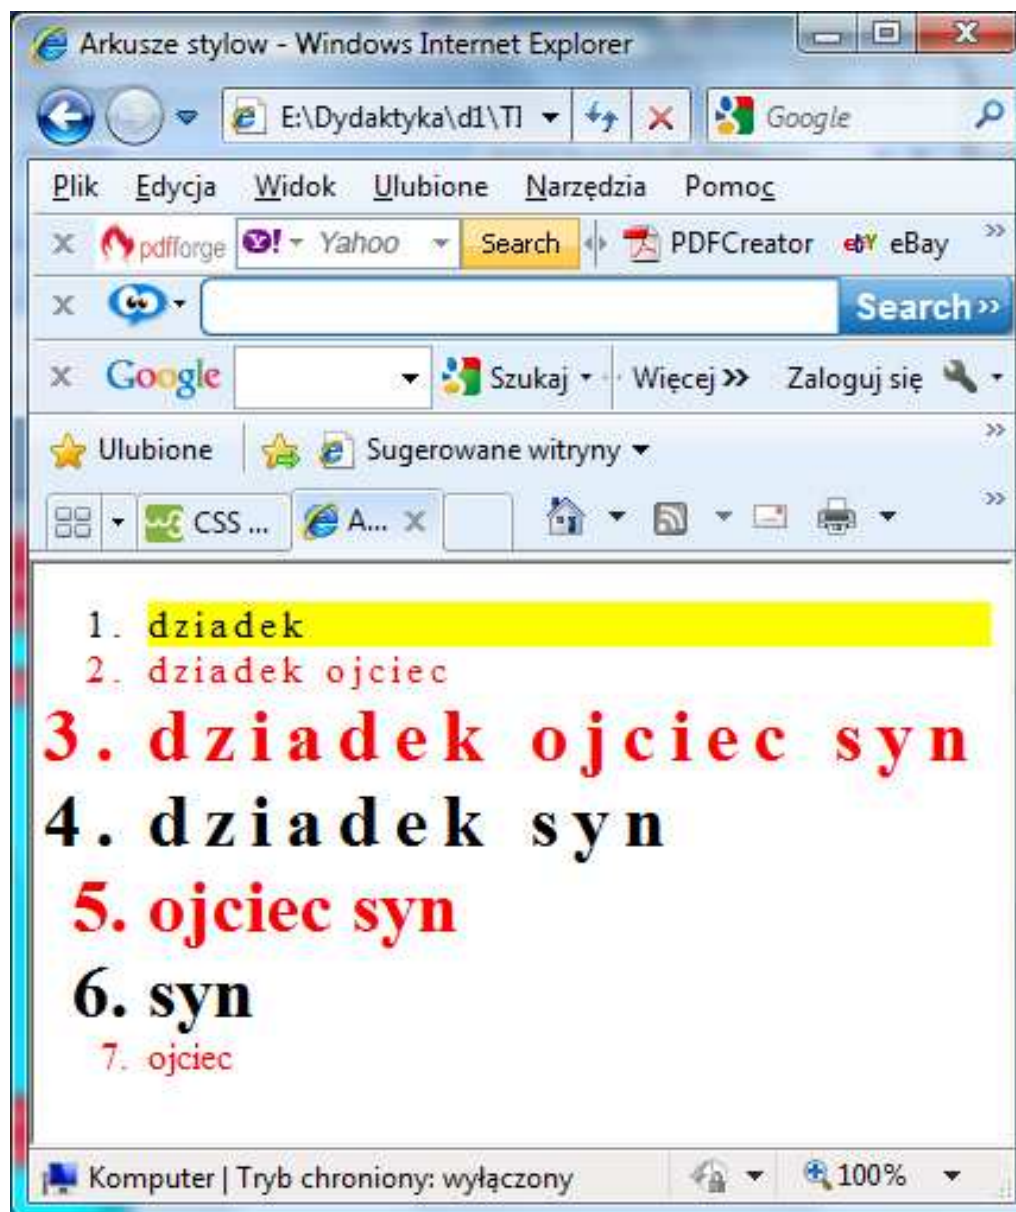 Arkusze stylow - Windows Internet Explorer
E:\Dydaktyka\d1\TI Google
Plik Edycja Widok Ulubione Narzędzia Pomoc
pdfforge Y! Yahoo Search PDFCreator ebY eBay
Search
Google Szukaj Więcej Zaloguj się
Ulubione Sugerowane witryny
CSS ... A...
1. dziadek
2. dziadek ojciec
3. dziadek ojciec syn
4. dziadek syn
5. ojciec syn
6. syn
7. ojciec
Komputer | Tryb chroniony: wyłączony 100%